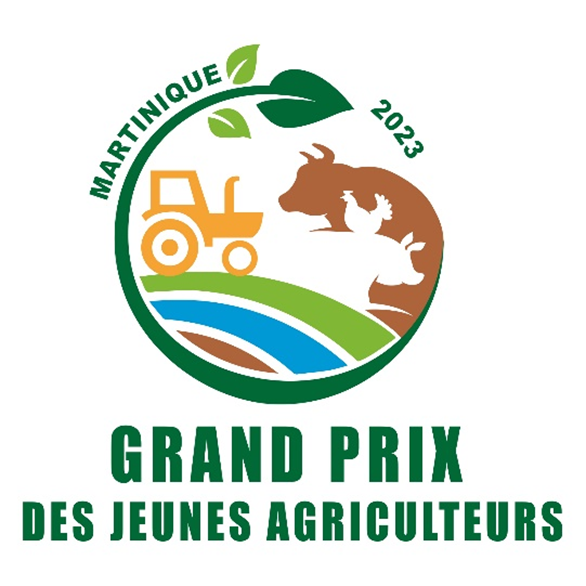 MARTINIQUE
2023
GRAND PRIX
DES JEUNES AGRICULTEURS